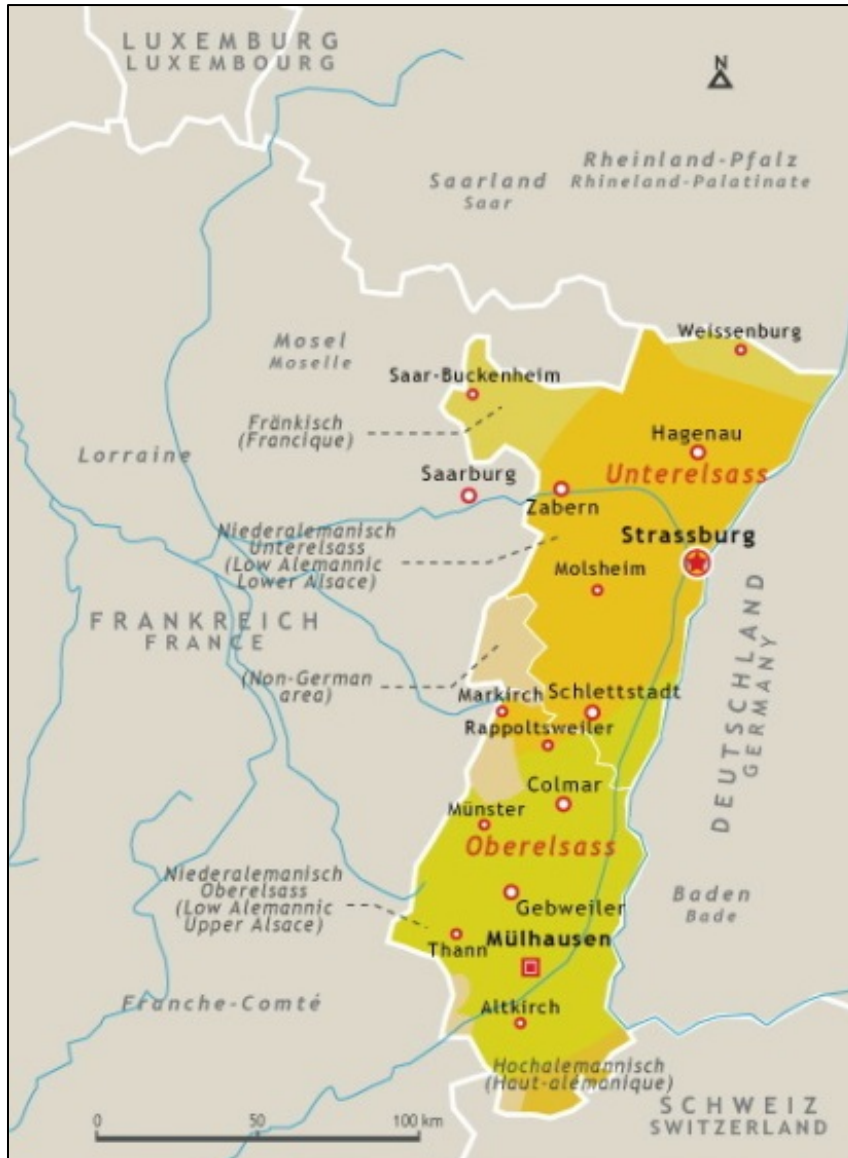 LUXEMBURG
LUXEMBOURG
N
Rheinland-Pfalz
Rhineland-Palatinate
Saarland
Saar
Mosel
Moselle
Weissenburg
Saar-Buckenheim
Fränkisch
(Francique)
Hagenau
Lorraine
Saarburg
Unterelsass
Zabern
Niederalemanisch
Unterelsass
(Low Alemannic
Lower Alsace)
Strassburg
Molsheim
FRANKREICH
FRANCE
DEUTSCHLAND
GERMANY
(Non-German
area)
Markirch
Schlettstadt
Rappoltsweiler
Colmar
Münster
Oberelsass
Niederalemanisch
Oberelsass
(Low Alemannic
Upper Alsace)
Baden
Bade
Gebweiler
Thann
Mülhausen
Franche-Comté
Altkirch
Hochalemannisch
(Haut-alémanique)
SCHWEIZ
SWITZERLAND
0 50 100 km